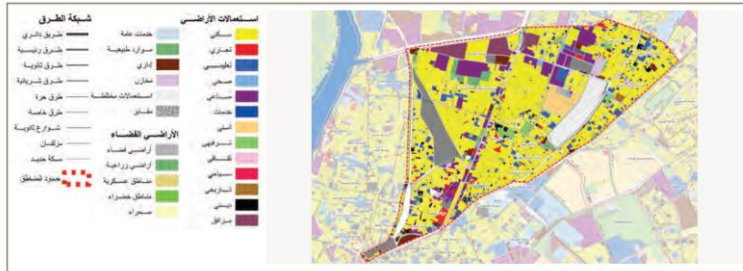 استعمالات الأراضي
سكني
تجاري
تعليمي
صحي
صناعي
خدمات
أمني
ترفيهي
ثقافي
سياحي
تاريخي
ديني
مرافق
خدمات عامة
موارد طبيعية
إداري
مخازن
استعمالات مختلطة
مقابر
الأراضي الفضاء
أراضي فضاء
أراضي زراعية
مناطق عسكرية
مناطق خضراء
صحراء
شبكة الطرق
طريق دائري
طرق رئيسية
طرق ثانوية
طرق شريانية
طرق حرة
طرق خاصة
شوارع ثانوية
مزلقان
سكة حديد
حدود المناطق